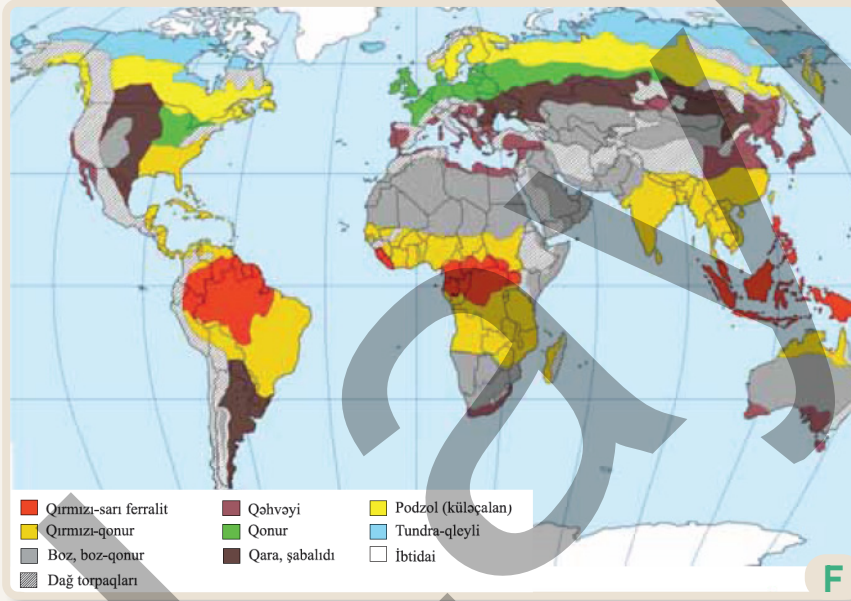 Qırmızı-sarı ferralit
Qırmızı-qonur
Boz, boz-qonur
Dağ torpaqları
Qəhvəyi
Qonur
Qara, şabalıdı
Podzol (küləçalan)
Tundra-qleyli
İbtidai
F